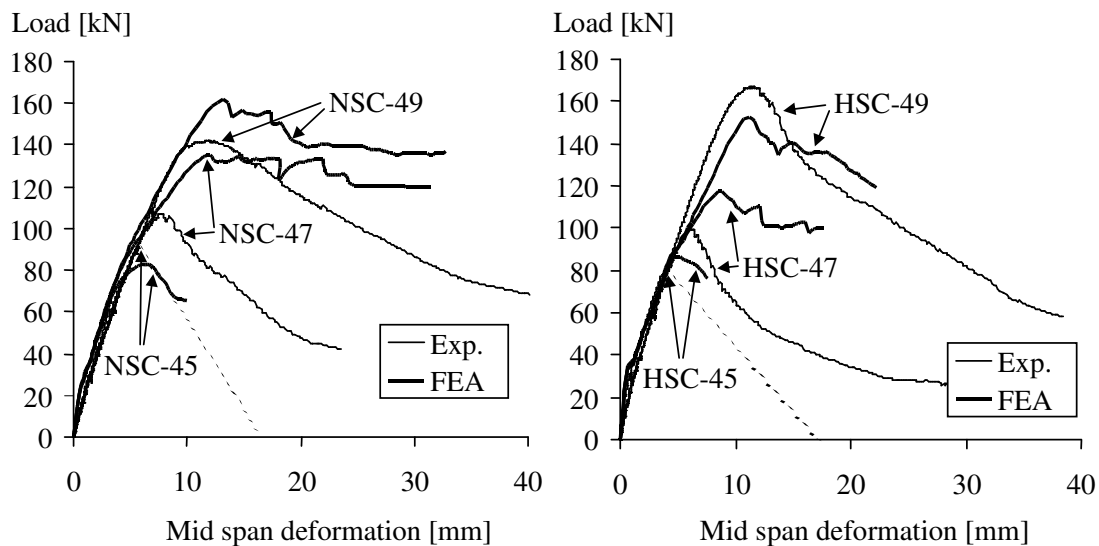 Load [kN]
180
160
140
120
100
80
60
40
20
0
0
10
20
30
40
Mid span deformation [mm]
NSC-49
NSC-47
NSC-45
Exp.
FEA
Load [kN]
180
160
140
120
100
80
60
40
20
0
0
10
20
30
40
Mid span deformation [mm]
HSC-49
HSC-47
HSC-45
Exp.
FEA